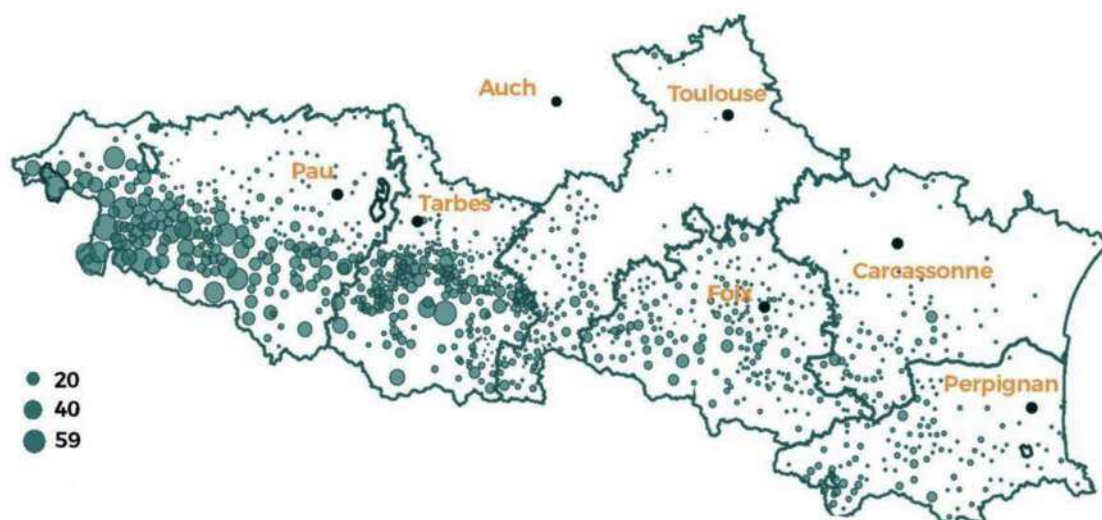 Auch
Toulouse
Pau
Tarbes
Carcassonne
Foix
Perpignan
20
40
59